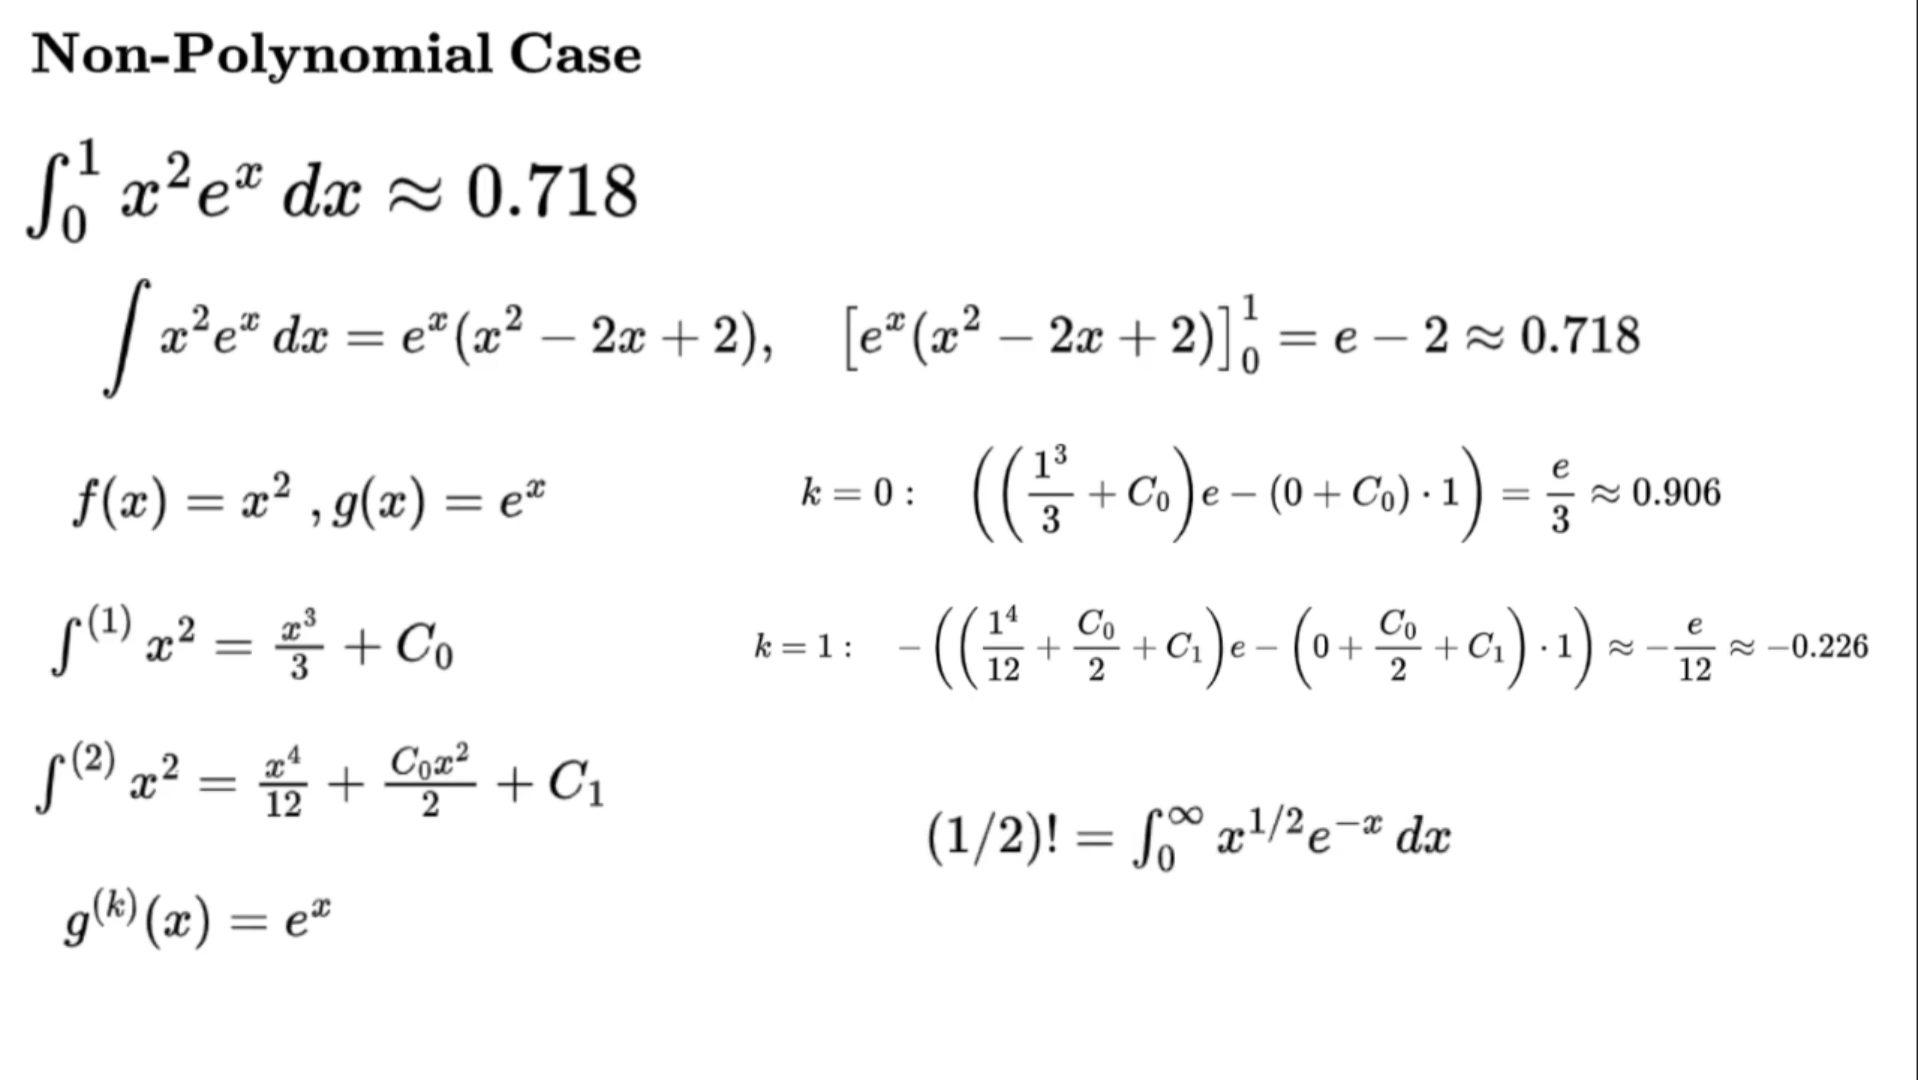 Non-Polynomial Case
∫₀¹ x²eˣ dx ≈ 0.718
∫ x²eˣ dx = eˣ(x² − 2x + 2), [eˣ(x² − 2x + 2)]₀¹ = e − 2 ≈ 0.718
f(x) = x² , g(x) = eˣ
k = 0 : ((1³/3 + C₀)e − (0 + C₀) · 1) = e/3 ≈ 0.906
∫⁽¹⁾ x² = x³/3 + C₀
k = 1 : −((1⁴/12 + C₀/2 + C₁)e − (0 + C₀/2 + C₁) · 1) ≈ −e/12 ≈ −0.226
∫⁽²⁾ x² = x⁴/12 + C₀x²/2 + C₁
(1/2)! = ∫₀^∞ x^{1/2}e^{−x} dx
g⁽ᵏ⁾(x) = eˣ